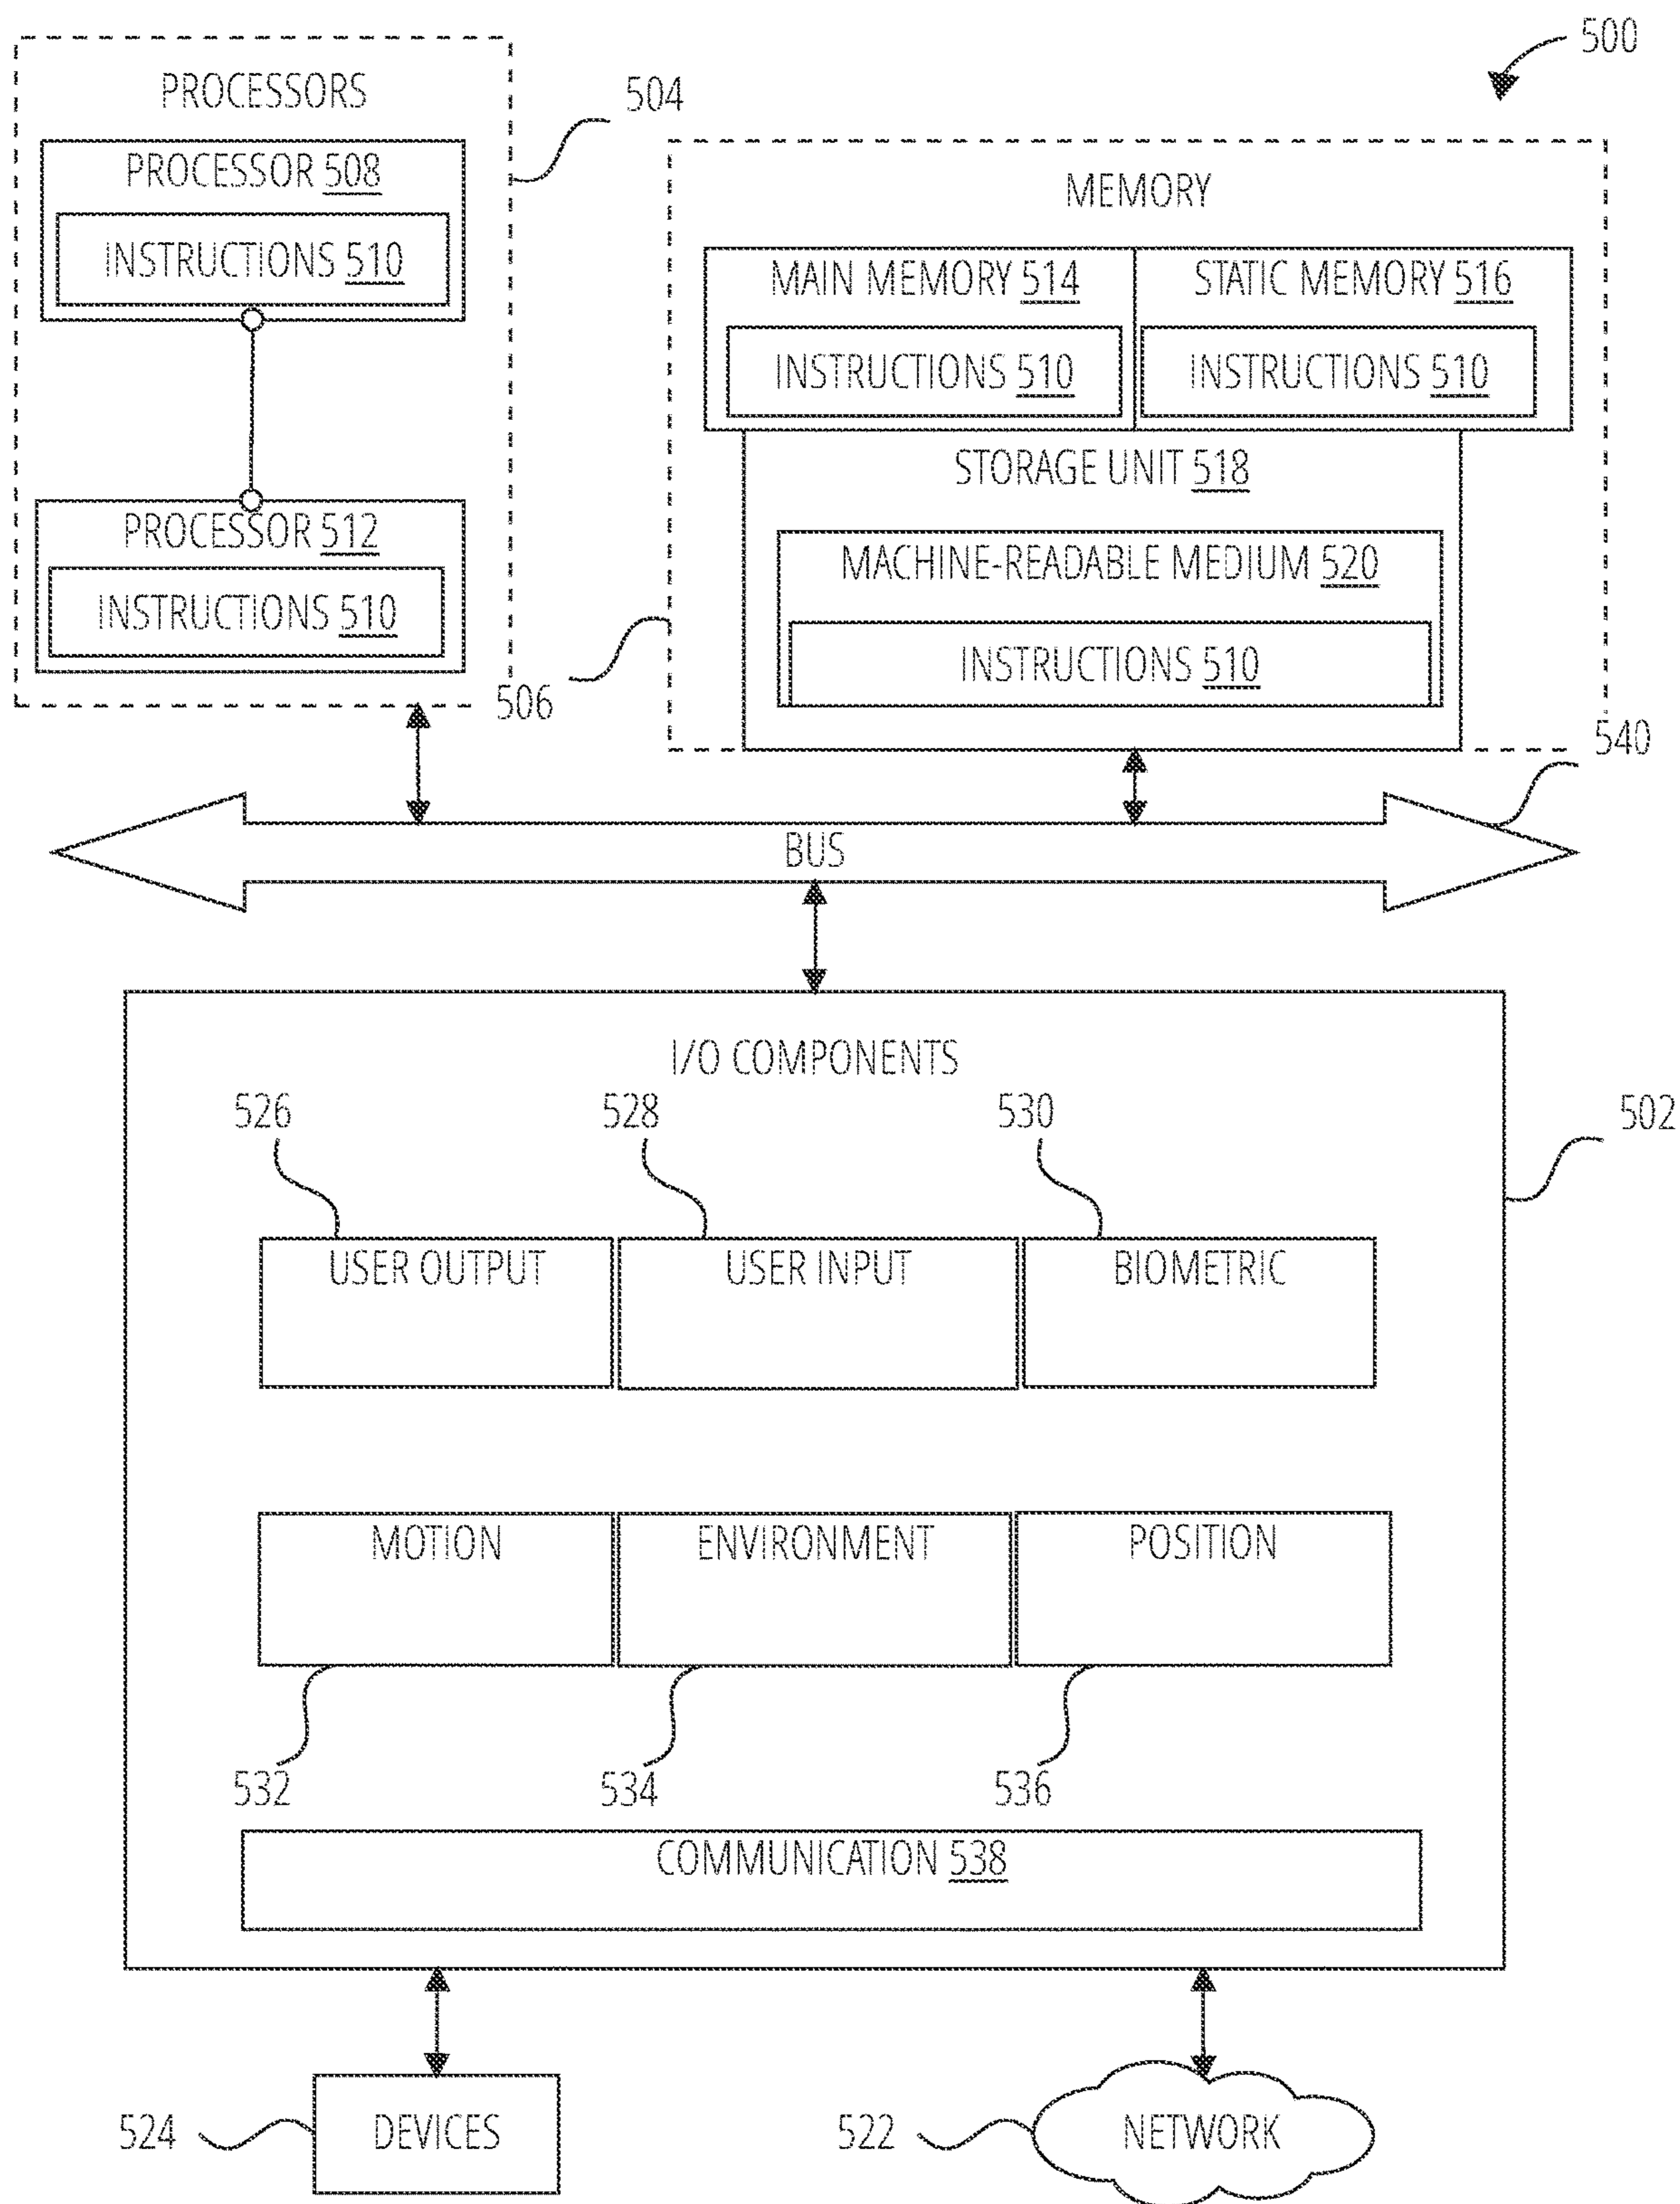 500
PROCESSORS
504
PROCESSOR 508
INSTRUCTIONS 510
PROCESSOR 512
INSTRUCTIONS 510
MEMORY
MAIN MEMORY 514
STATIC MEMORY 516
INSTRUCTIONS 510
INSTRUCTIONS 510
STORAGE UNIT 518
MACHINE-READABLE MEDIUM 520
INSTRUCTIONS 510
506
540
BUS
I/O COMPONENTS
502
526
528
530
USER OUTPUT
USER INPUT
BIOMETRIC
MOTION
ENVIRONMENT
POSITION
532
534
536
COMMUNICATION 538
524
DEVICES
522
NETWORK